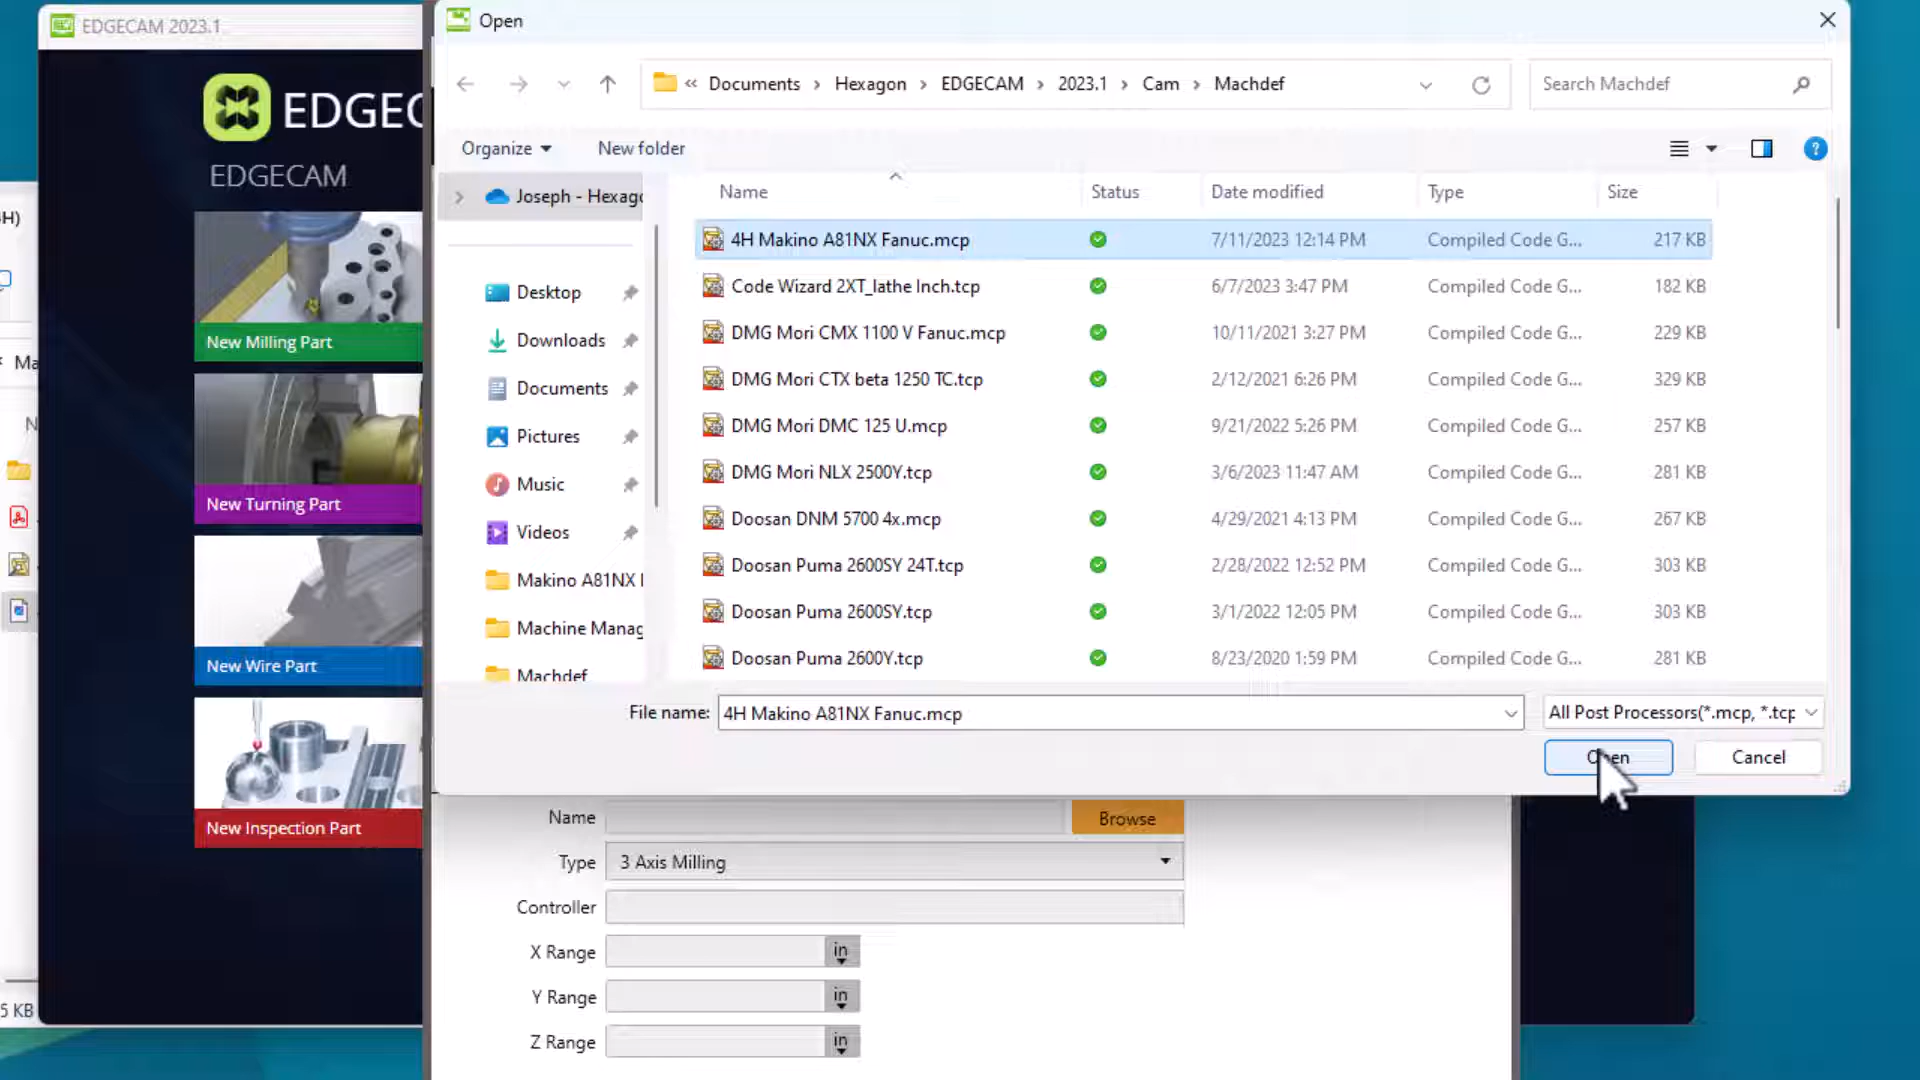 EDGECAM 2023.1
EDGEC
EDGECAM
New Milling Part
New Turning Part
New Wire Part
New Inspection Part
Open
« Documents › Hexagon › EDGECAM › 2023.1 › Cam › Machdef
Search Machdef
Organize
New folder
Joseph - Hexag
Desktop
Downloads
Documents
Pictures
Music
Videos
Makino A81NX
Machine Manag
Machdef
Name Status Date modified Type Size
4H Makino A81NX Fanuc.mcp 7/11/2023 12:14 PM Compiled Code G... 217 KB
Code Wizard 2XT_lathe Inch.tcp 6/7/2023 3:47 PM Compiled Code G... 182 KB
DMG Mori CMX 1100 V Fanuc.mcp 10/11/2021 3:27 PM Compiled Code G... 229 KB
DMG Mori CTX beta 1250 TC.tcp 2/12/2021 6:26 PM Compiled Code G... 329 KB
DMG Mori DMC 125 U.mcp 9/21/2022 5:26 PM Compiled Code G... 257 KB
DMG Mori NLX 2500Y.tcp 3/6/2023 11:47 AM Compiled Code G... 281 KB
Doosan DNM 5700 4x.mcp 4/29/2021 4:13 PM Compiled Code G... 267 KB
Doosan Puma 2600SY 24T.tcp 2/28/2022 12:52 PM Compiled Code G... 303 KB
Doosan Puma 2600SY.tcp 3/1/2022 12:05 PM Compiled Code G... 303 KB
Doosan Puma 2600Y.tcp 8/23/2020 1:59 PM Compiled Code G... 281 KB
File name: 4H Makino A81NX Fanuc.mcp
All Post Processors(*.mcp, *.tcp
Open
Cancel
Name
Browse
Type 3 Axis Milling
Controller
X Range in
Y Range in
Z Range in
H)
Ma
N
5 KB